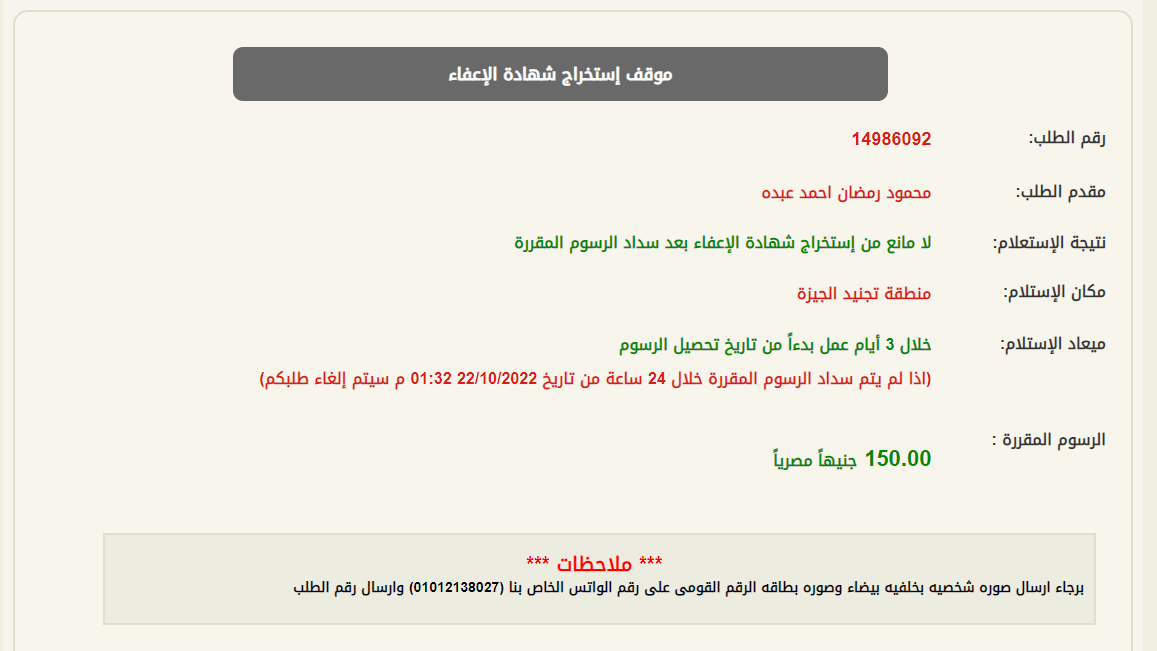 موقف إستخراج شهادة الإعفاء
رقم الطلب: 14986092
مقدم الطلب: محمود رمضان احمد عبده
نتيجة الإستعلام: لا مانع من إستخراج شهادة الإعفاء بعد سداد الرسوم المقررة
مكان الإستلام: منطقة تجنيد الجيزة
ميعاد الإستلام: خلال 3 أيام عمل بدءاً من تاريخ تحصيل الرسوم
(اذا لم يتم سداد الرسوم المقررة خلال 24 ساعة من تاريخ 22/10/2022 01:32 م سيتم إلغاء طلبكم)
الرسوم المقررة :
150.00 جنيهاً مصرياً
*** ملاحظات ***
برجاء ارسال صوره شخصيه بخلفيه بيضاء وصوره بطاقه الرقم القومى على رقم الواتس الخاص بنا (01012138027) وارسال رقم الطلب